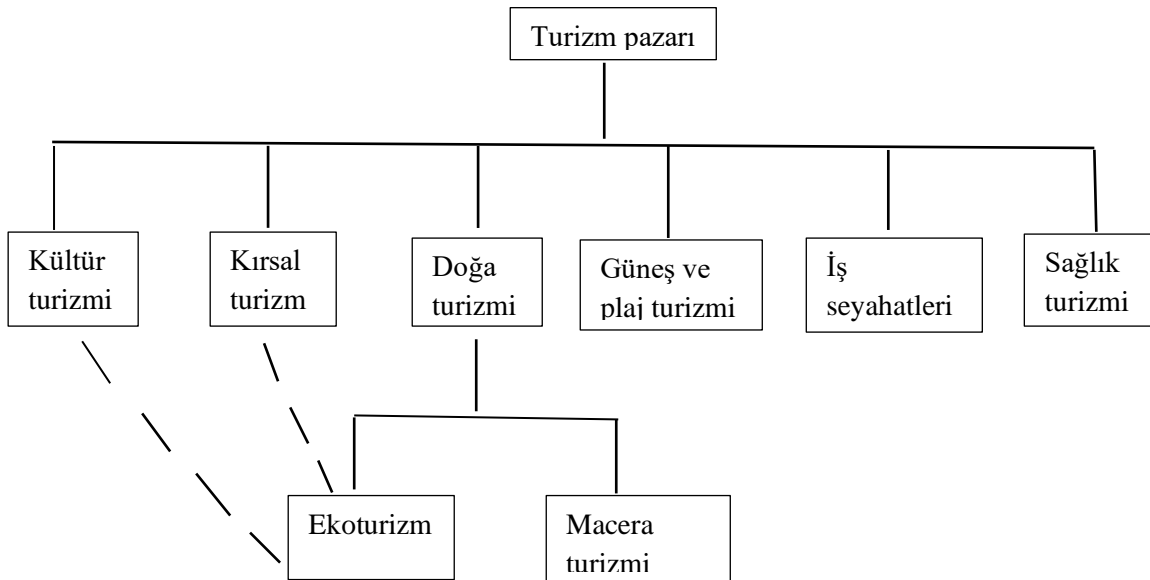 Turizm pazarı
Kültür
turizmi
Kırsal
turizm
Doğa
turizmi
Güneş ve
plaj turizmi
İş
seyahatleri
Sağlık
turizmi
Ekoturizm
Macera
turizmi